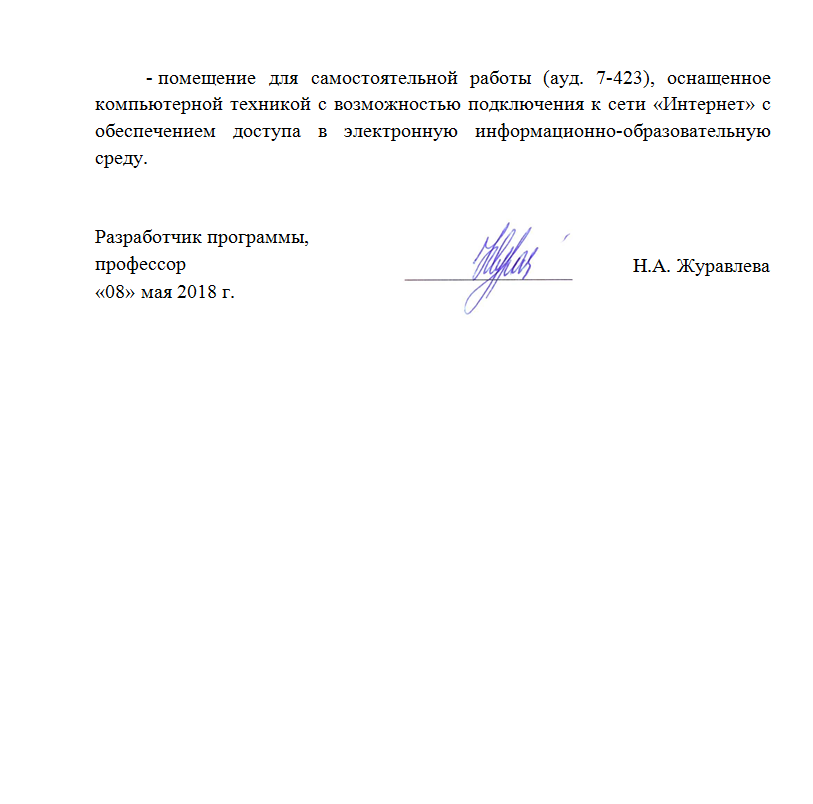 - помещение для самостоятельной работы (ауд. 7-423), оснащенное
компьютерной техникой с возможностью подключения к сети «Интернет» с
обеспечением доступа в электронную информационно-образовательную
среду.
Разработчик программы,
профессор
Н.А. Журавлева
«08» мая 2018 г.